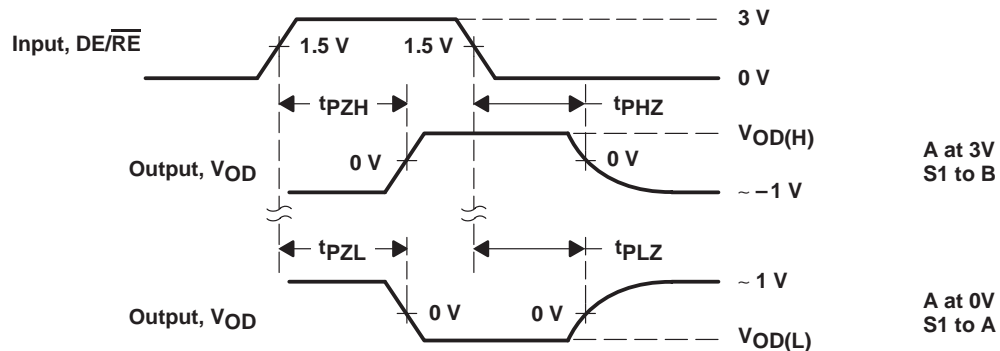 3 V
Input, DE/R̅E̅ 1.5 V 1.5 V
0 V
tPZH tPHZ
VOD(H)
Output, VOD 0 V 0 V
~ –1 V
A at 3V
S1 to B
tPZL tPLZ
~ 1 V
Output, VOD 0 V 0 V
VOD(L)
A at 0V
S1 to A